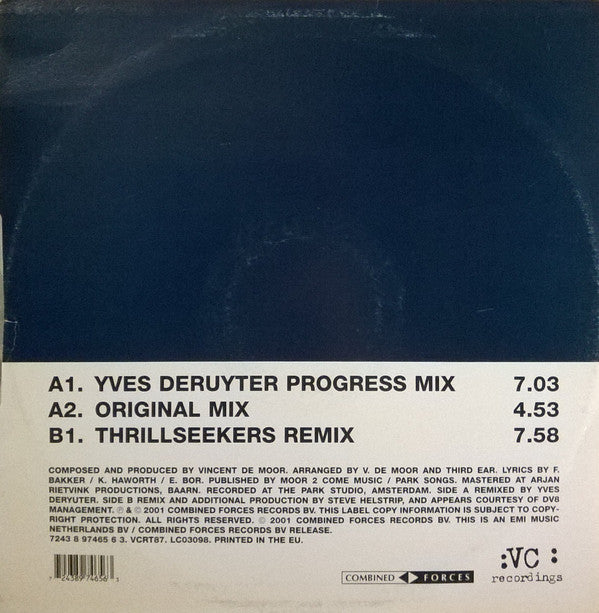 A1. YVES DERUYTER PROGRESS MIX 7.03
A2. ORIGINAL MIX 4.53
B1. THRILLSEEKERS REMIX 7.58
COMPOSED AND PRODUCED BY VINCENT DE MOOR. ARRANGED BY V. DE MOOR AND THIRD EAR. LYRICS BY F.
BAKKER / K. HAWORTH / E. BOR. PUBLISHED BY MOOR 2 COME MUSIC / PARK SONGS. MASTERED AT ARJAN
RIETVINK PRODUCTIONS, BAARN. RECORDED AT THE PARK STUDIO, AMSTERDAM. SIDE A REMIXED BY YVES
DERUYTER. SIDE B REMIX AND ADDITIONAL PRODUCTION BY STEVE HELSTRIP, AND APPEARS COURTESY OF DV8
MANAGEMENT. ℗ & © 2001 COMBINED FORCES RECORDS BV. THIS LABEL COPY INFORMATION IS SUBJECT TO COPY-
RIGHT PROTECTION. ALL RIGHTS RESERVED. © 2001 COMBINED FORCES RECORDS BV. THIS IS AN EMI MUSIC
NETHERLANDS BV / COMBINED FORCES RECORDS BV RELEASE.
7243 8 97465 6 3. VCRT87. LC03098. PRINTED IN THE EU.
7 24389 74656 3
COMBINED FORCES
:VC :
recordings